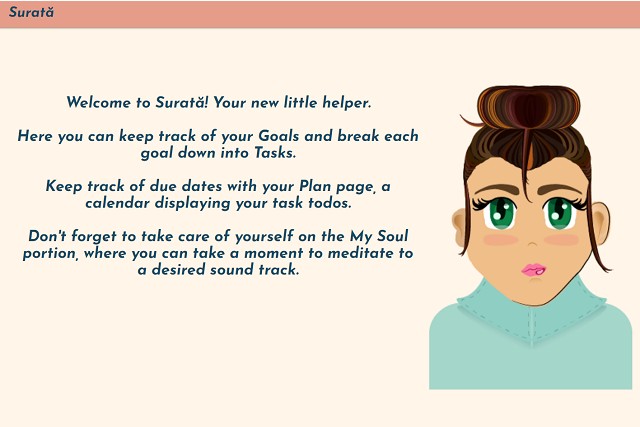 Surată
Welcome to Surată! Your new little helper.
Here you can keep track of your Goals and break each
goal down into Tasks.
Keep track of due dates with your Plan page, a
calendar displaying your task todos.
Don't forget to take care of yourself on the My Soul
portion, where you can take a moment to meditate to
a desired sound track.